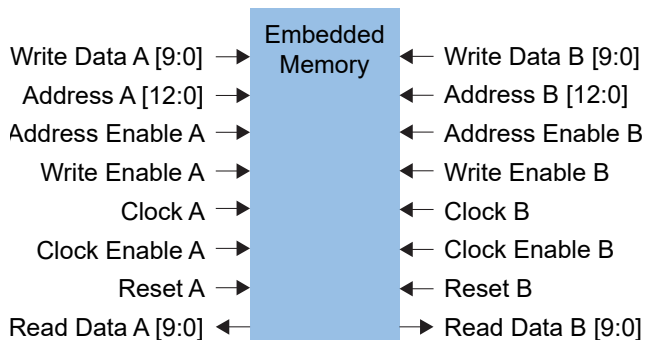 Embedded
Memory
Write Data A [9:0]
Address A [12:0]
Address Enable A
Write Enable A
Clock A
Clock Enable A
Reset A
Read Data A [9:0]
Write Data B [9:0]
Address B [12:0]
Address Enable B
Write Enable B
Clock B
Clock Enable B
Reset B
Read Data B [9:0]